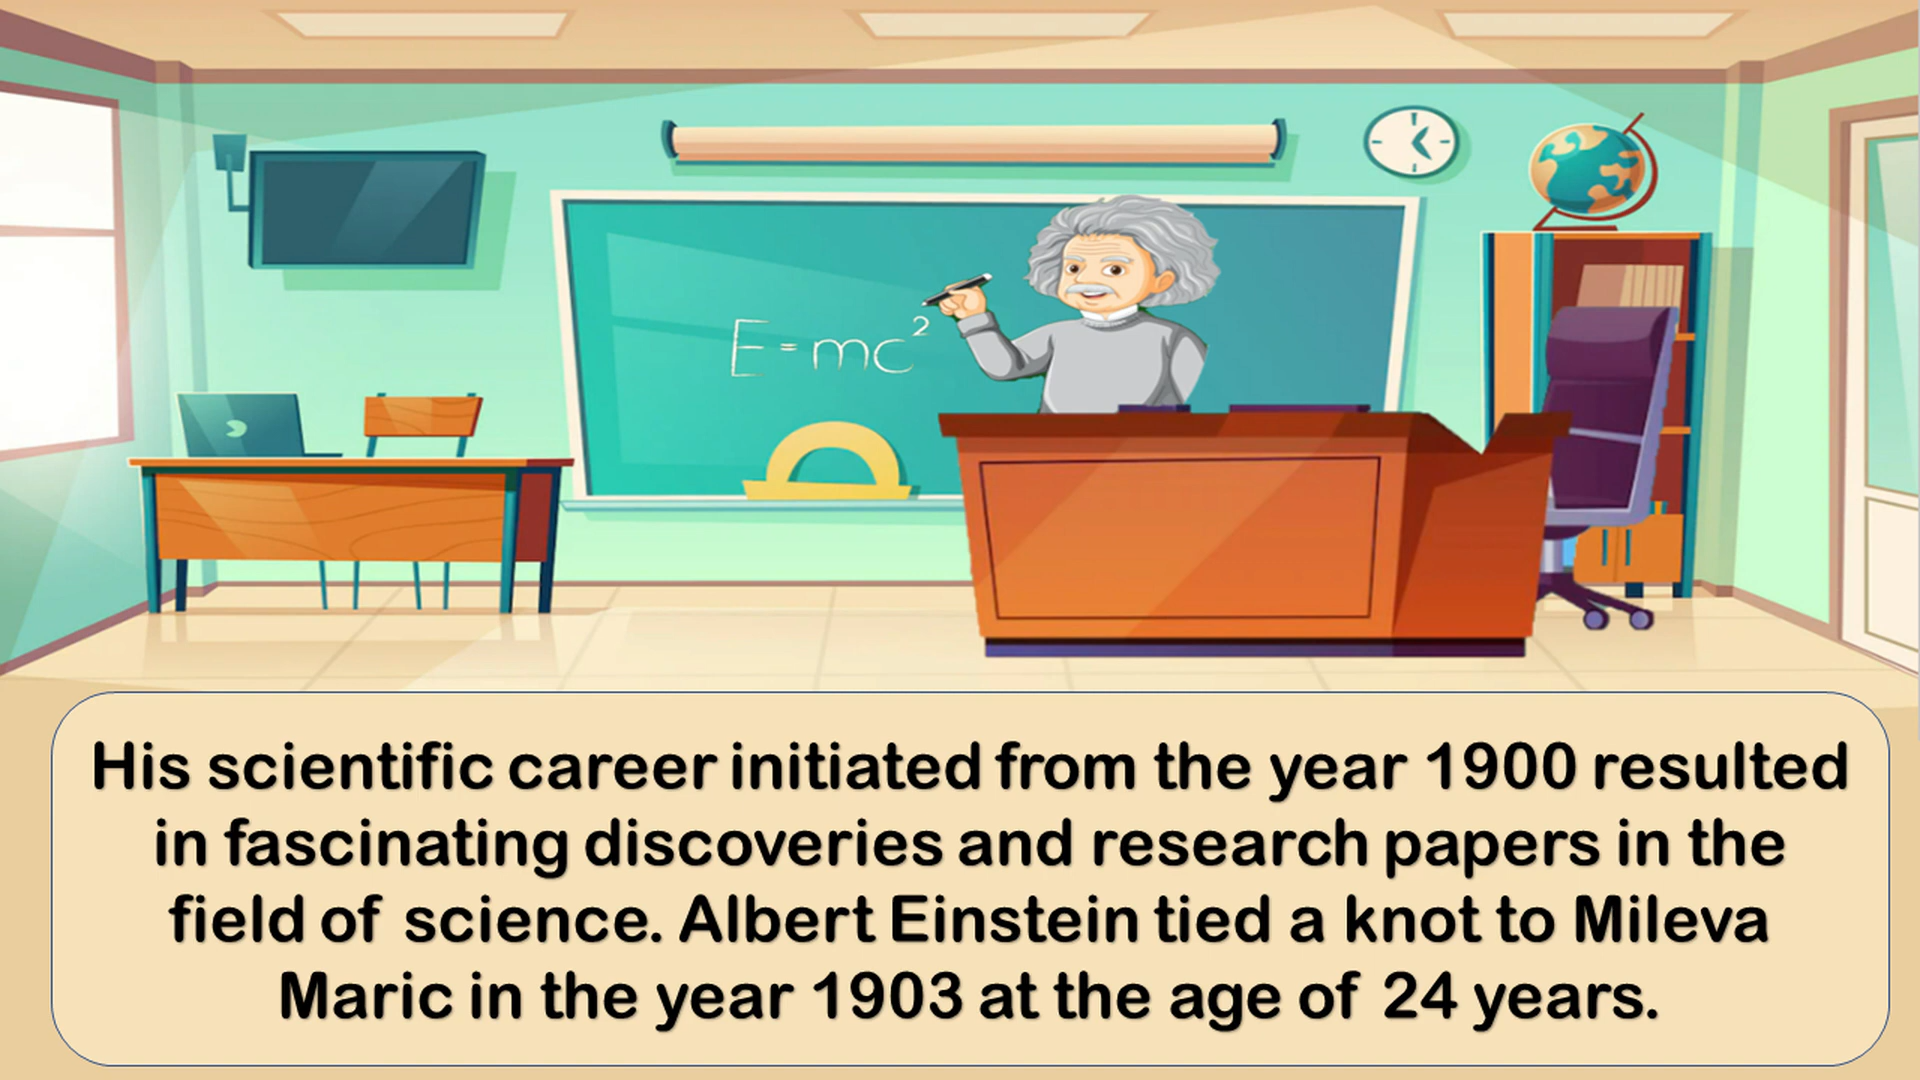 E=mc²
His scientific career initiated from the year 1900 resulted
in fascinating discoveries and research papers in the
field of science. Albert Einstein tied a knot to Mileva
Maric in the year 1903 at the age of 24 years.